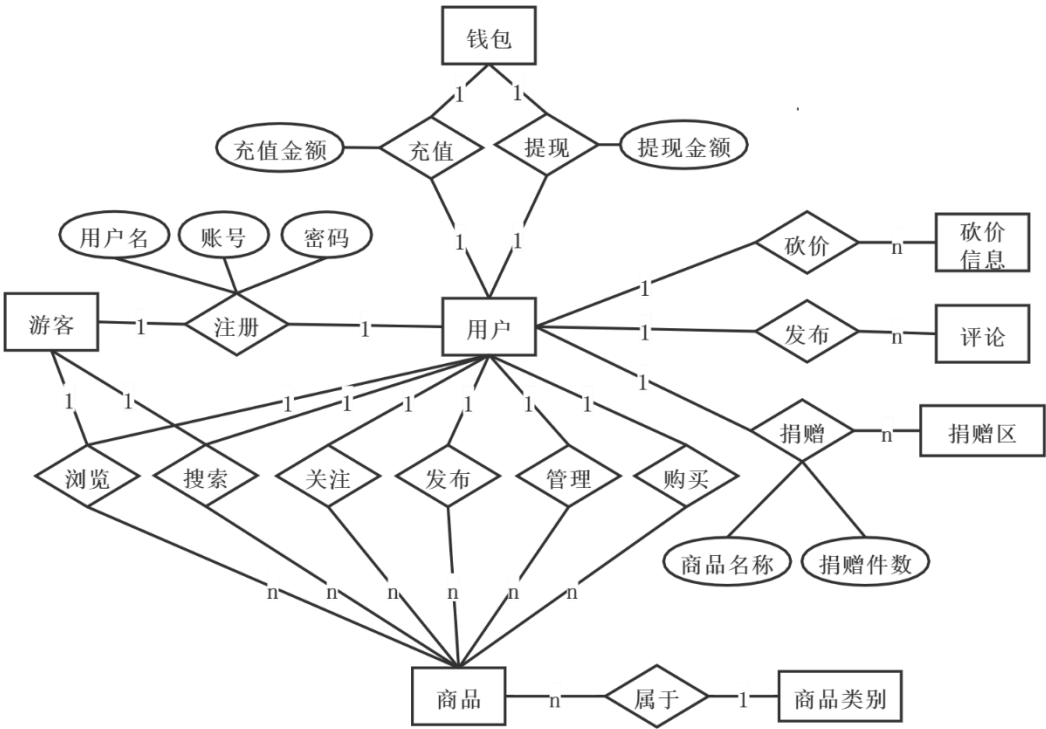 钱包
1
1
充值金额
充值
提现
提现金额
用户名
账号
密码
1
1
砍价
n
砍价
信息
1
游客
1
注册
1
用户
1
发布
n
评论
1
1
1
1
1
1
1
1
1
捐赠
n
捐赠区
浏览
搜索
关注
发布
管理
购买
商品名称
捐赠件数
n
n
n
n
n
n
商品
n
属于
1
商品类别